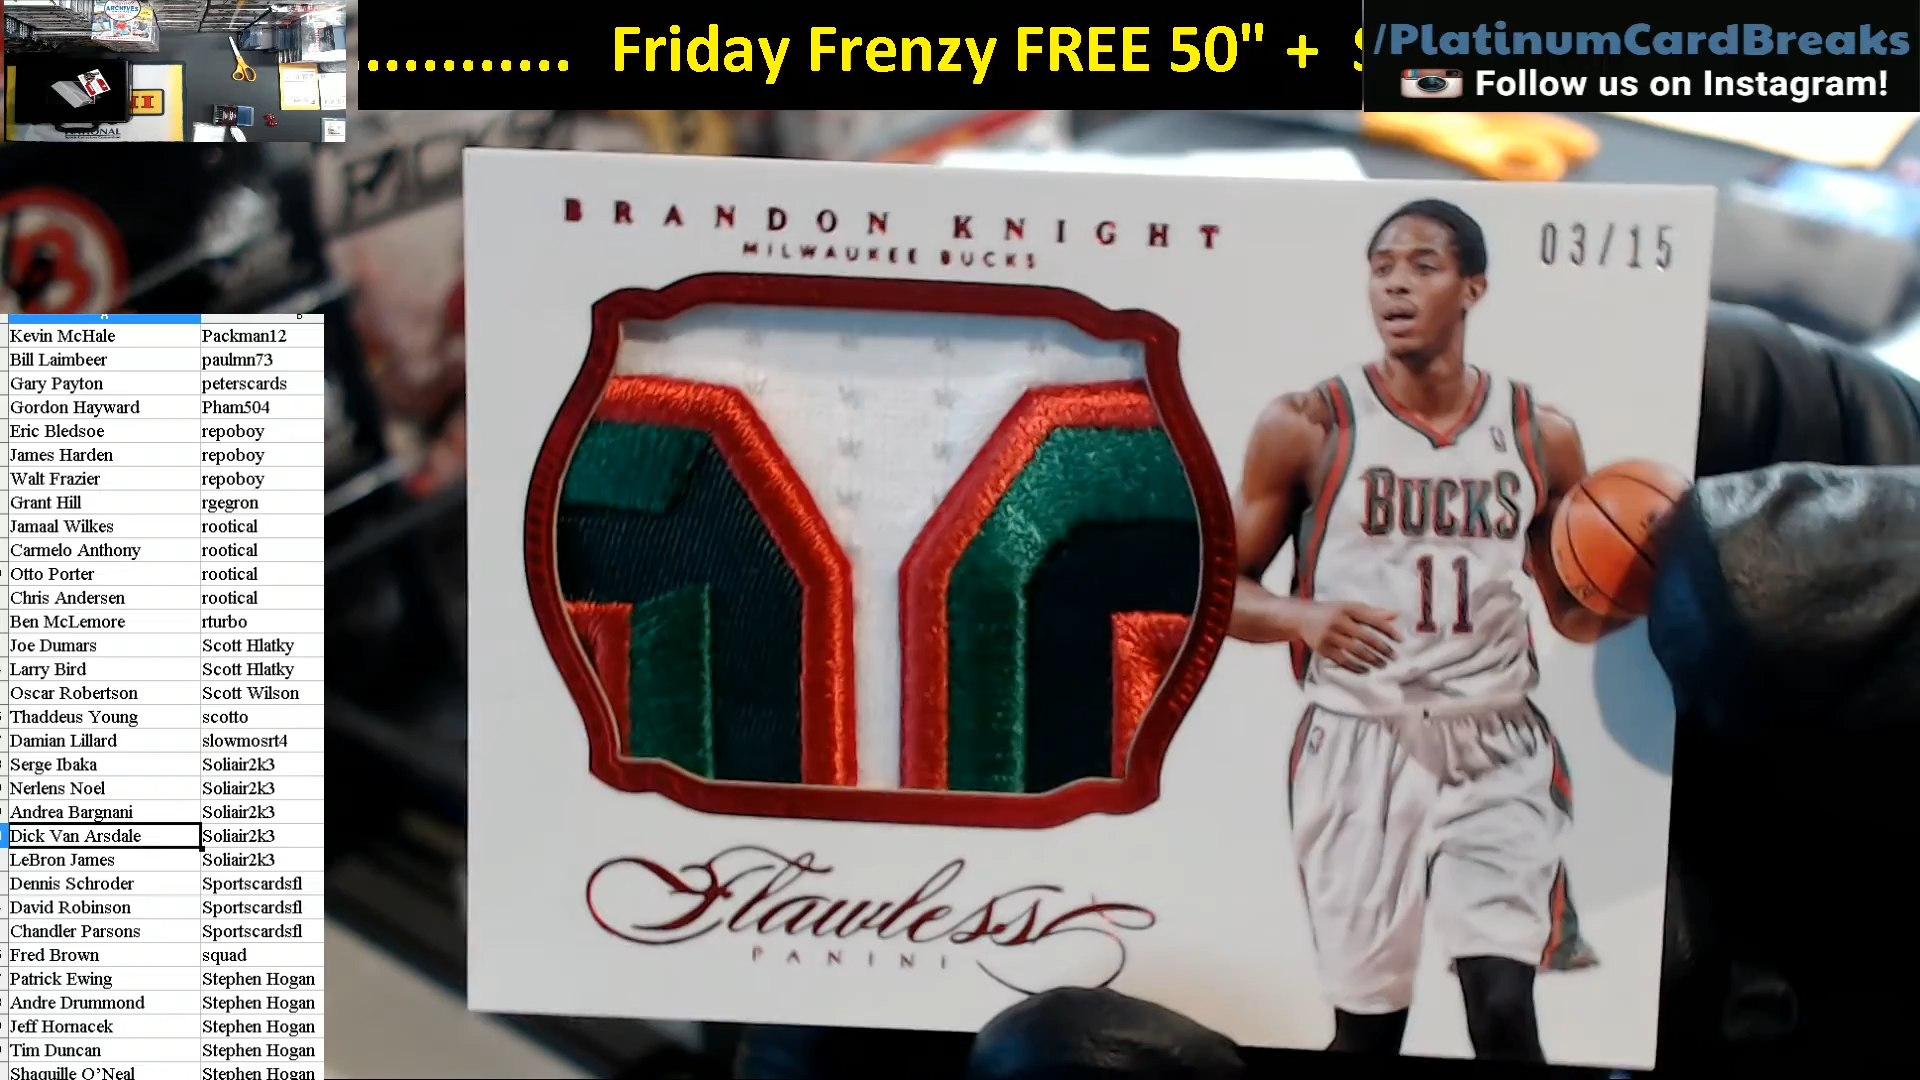 ............ Friday Frenzy FREE 50" +
/PlatinumCardBreaks
Follow us on Instagram!
BRANDON KNIGHT
MILWAUKEE BUCKS
03/15
BUCKS
11
Flawless
PANINI
Kevin McHale Packman12
Bill Laimbeer paulmn73
Gary Payton peterscards
Gordon Hayward Pham504
Eric Bledsoe repoboy
James Harden repoboy
Walt Frazier repoboy
Grant Hill rgegron
Jamaal Wilkes rootical
Carmelo Anthony rootical
Otto Porter rootical
Chris Andersen rootical
Ben McLemore rturbo
Joe Dumars Scott Hlatky
Larry Bird Scott Hlatky
Oscar Robertson Scott Wilson
Thaddeus Young scotto
Damian Lillard slowmosrt4
Serge Ibaka Soliair2k3
Nerlens Noel Soliair2k3
Andrea Bargnani Soliair2k3
Dick Van Arsdale Soliair2k3
LeBron James Soliair2k3
Dennis Schroder Sportscardsfl
David Robinson Sportscardsfl
Chandler Parsons Sportscardsfl
Fred Brown squad
Patrick Ewing Stephen Hogan
Andre Drummond Stephen Hogan
Jeff Hornacek Stephen Hogan
Tim Duncan Stephen Hogan
Shaquille O'Neal Stephen Hogan